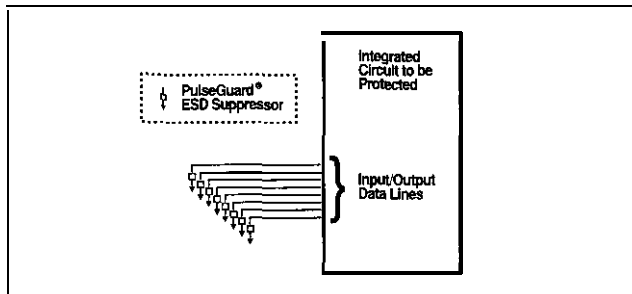 Integrated
Circuit to be
Protected
PulseGuard®
ESD Suppressor
Input/Output
Data Lines